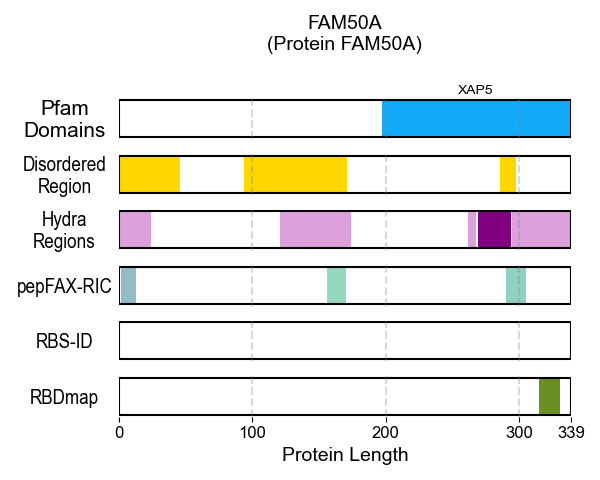 FAM50A
(Protein FAM50A)
XAP5
Pfam
Domains
Disordered
Region
Hydra
Regions
pepFAX-RIC
RBS-ID
RBDmap
0 100 200 300 339
Protein Length